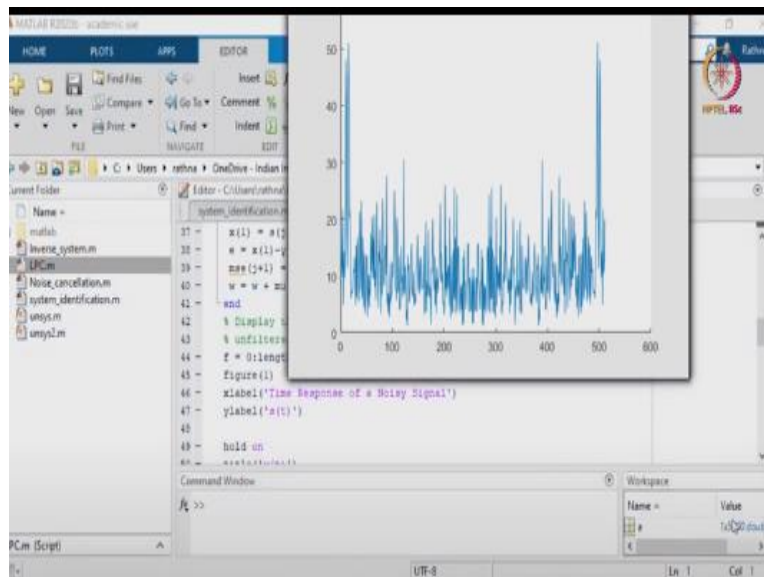 MATLAB R2020b - academic use
HOME PLOTS APPS EDITOR
Find Files Insert
New Open Save Compare Go To Comment %
Print Find Indent
FILE NAVIGATE EDIT
NPTEL, IISc
C: Users rathna OneDrive - Indian In
Current Folder
Name
matlab
Inverse_system.m
LPC.m
Noise_cancellation.m
system_identification.m
unsys.m
unsys2.m
LPC.m (Script)
Editor - C:\Users\rathna\
system_identification.m
37 - x(1) = s(j
38 - e = x(1)-y
39 - mse(j+1) =
40 - w = w + mu
41 - end
42 % Display t
43 % unfiltere
44 - f = 0:lengt
45 - figure(1)
46 - xlabel('Time Response of a Noisy Signal')
47 - ylabel('s(t)')
48
49 - hold on
50
40
30
20
10
0
0 100 200 300 400 500 600
Command Window
fx >>
Workspace
Name Value
a
UTF-8 Ln 1 Col 1